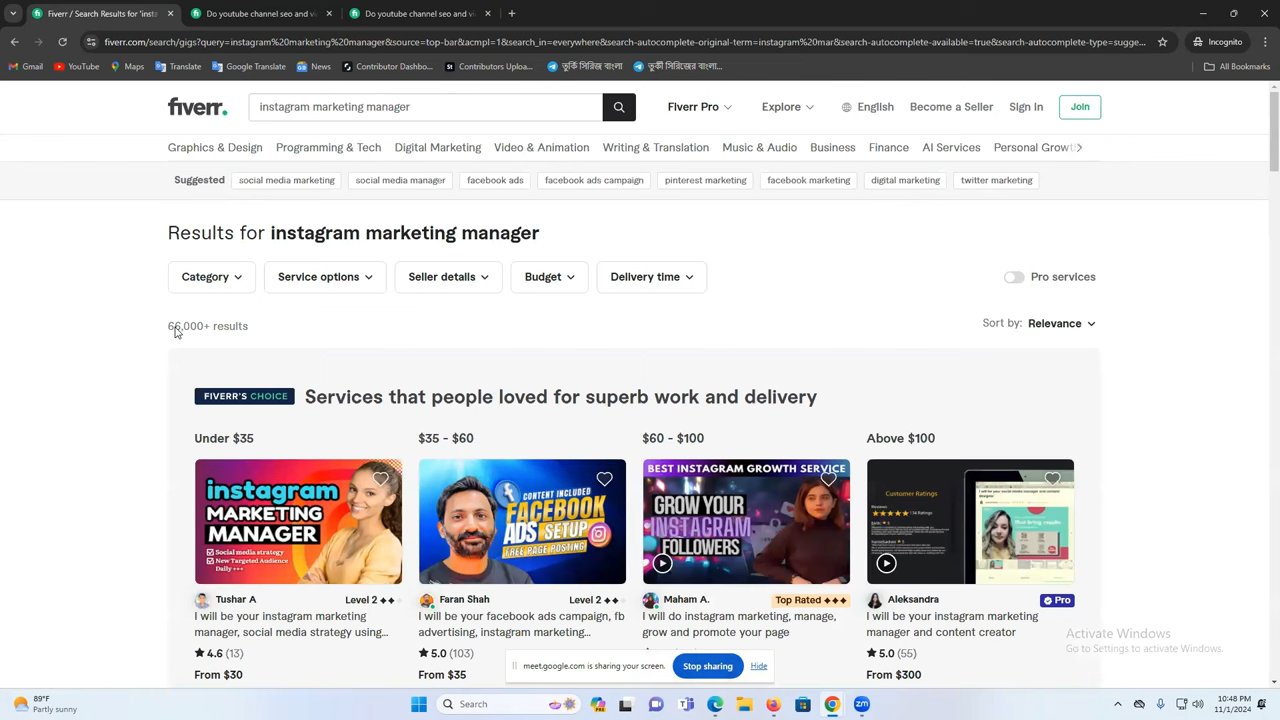 Fiverr / Search Results for 'inst
Do youtube channel seo and vi
Do youtube channel seo and vi
fiverr.com/search/gigs?query=instagram%20marketing%20manager&source=top-bar&acmpl=1&search_in=everywhere&search-autocomplete-original-term=instagram%20mar&search-autocomplete-available=true&search-autocomplete-type=sugge...
Incognito
Gmail
YouTube
Maps
Translate
Google Translate
News
Contributor Dashbo...
Contributors Uploa...
তুর্কি সিরিজ বাংলা
তুর্কী সিরিজের বাংলা...
All Bookmarks
fiverr.
instagram marketing manager
Fiverr Pro
Explore
English
Become a Seller
Sign In
Join
Graphics & Design
Programming & Tech
Digital Marketing
Video & Animation
Writing & Translation
Music & Audio
Business
Finance
AI Services
Personal Growth
Suggested
social media marketing
social media manager
facebook ads
facebook ads campaign
pinterest marketing
facebook marketing
digital marketing
twitter marketing
Results for instagram marketing manager
Category
Service options
Seller details
Budget
Delivery time
Pro services
66,000+ results
Sort by: Relevance
FIVERR'S CHOICE
Services that people loved for superb work and delivery
Under $35
$35 - $60
$60 - $100
Above $100
instagram
MARKETING
MANAGER
Social media strategy
New Targeted Audience
Daily
CONTENT INCLUDED
FACEBOOK
ADS SETUP
FREE PAGE POSTING
BEST INSTAGRAM GROWTH SERVICE
GROW YOUR
INSTAGRAM
FOLLOWERS
Customer Ratings
Tushar A
Level 2
Faran Shah
Level 2
Maham A.
Top Rated
Aleksandra
Pro
I will be your instagram marketing
manager, social media strategy using...
I will be your facebook ads campaign, fb
advertising, instagram marketing...
I will do instagram marketing, manage,
grow and promote your page
I will be your instagram marketing
manager and content creator
4.6 (13)
5.0 (103)
5.0 (55)
From $30
From $35
From $300
meet.google.com is sharing your screen.
Stop sharing
Hide
Activate Windows
Go to Settings to activate Windows.
89°F
Partly sunny
Search
10:48 PM
11/1/2024